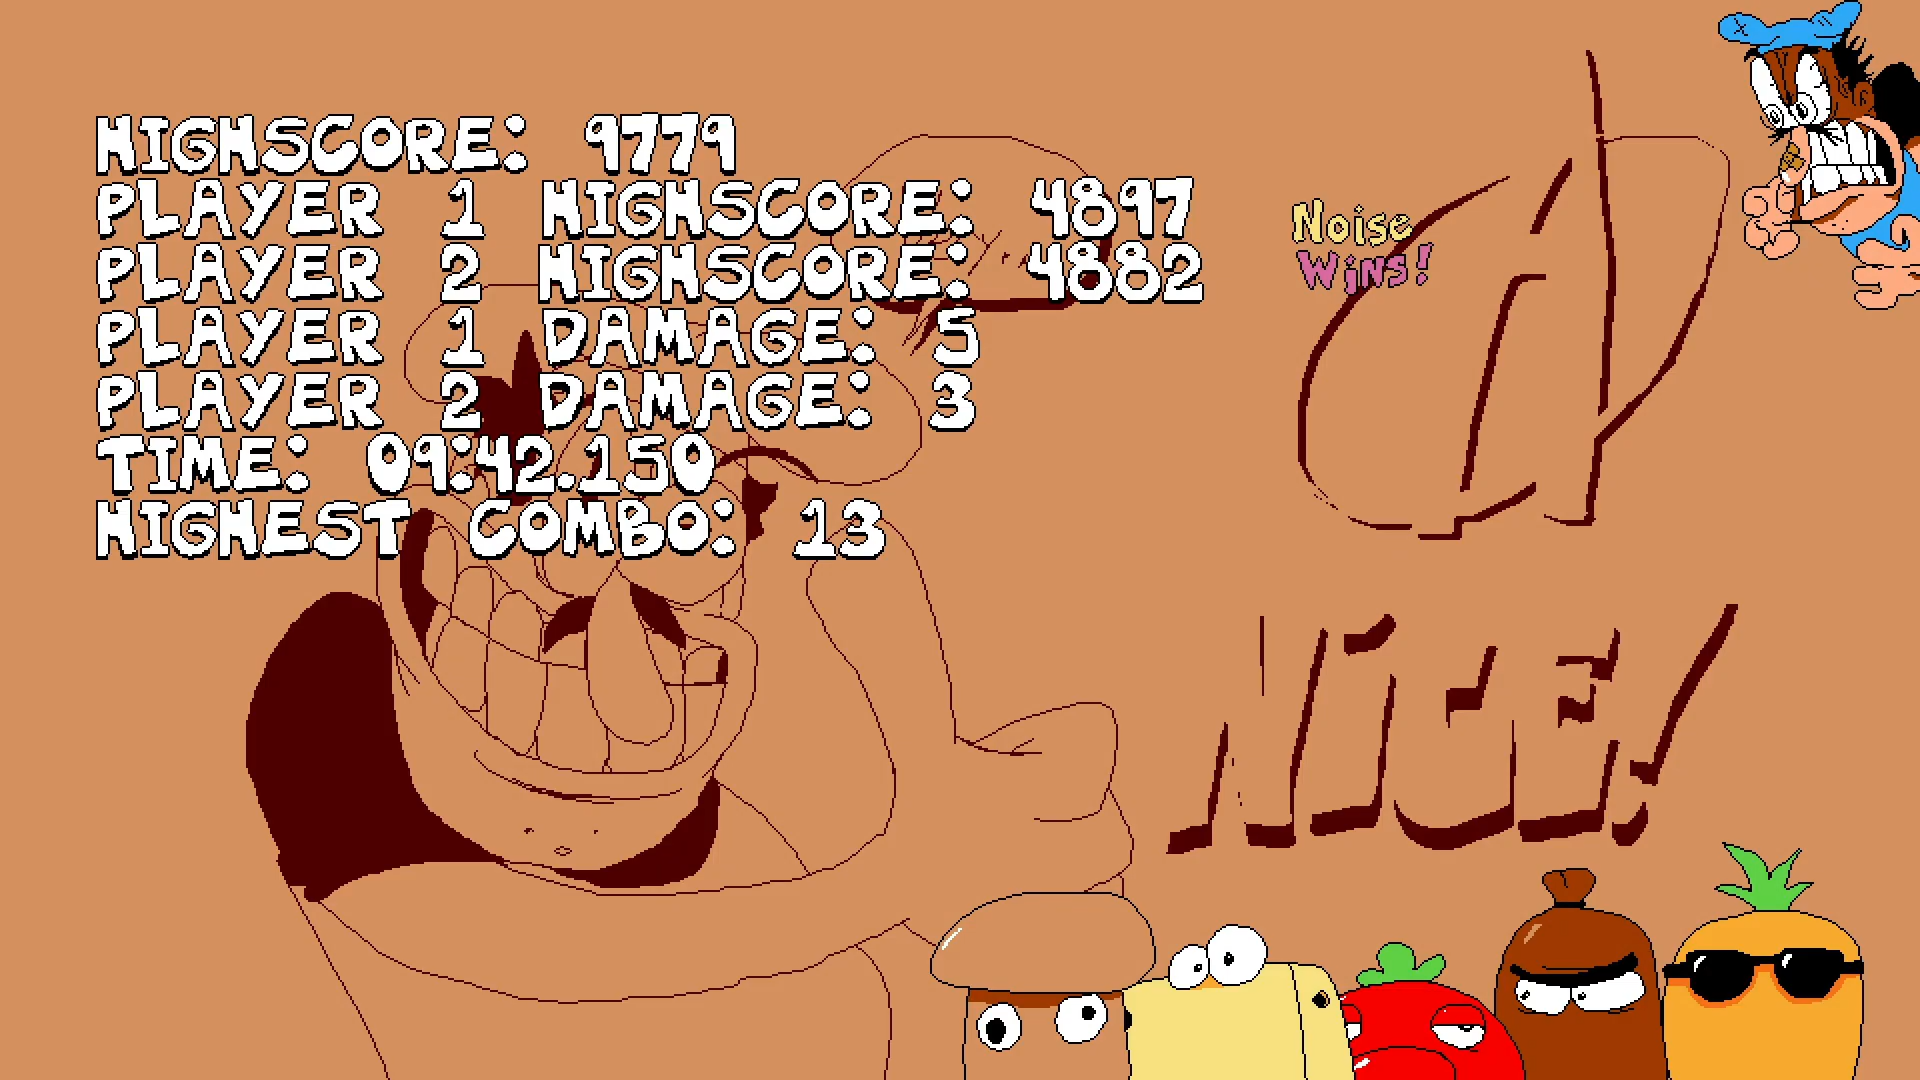 HIGHSCORE: 9779
PLAYER 1 HIGHSCORE: 4897
PLAYER 2 HIGHSCORE: 4882
PLAYER 1 DAMAGE: 5
PLAYER 2 DAMAGE: 3
TIME: 09:42.150
HIGHEST COMBO: 13
Noise
Wins!
NICE!